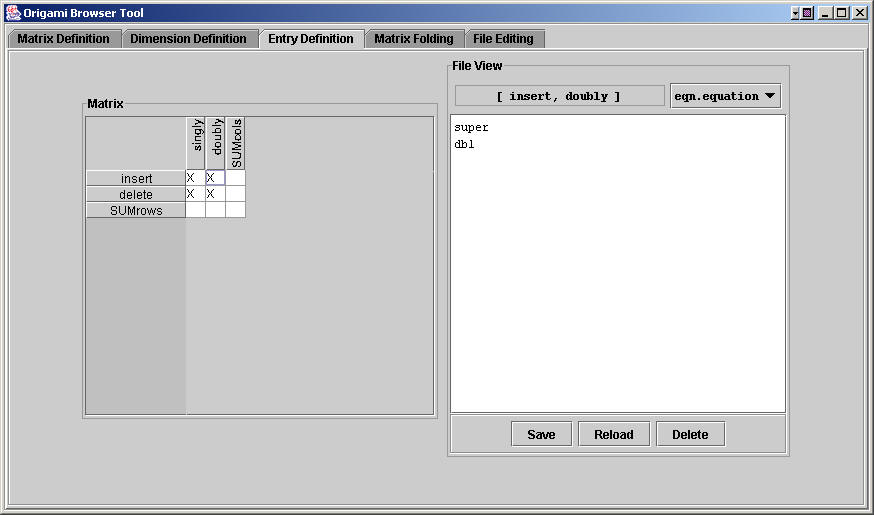 Origami Browser Tool
Matrix Definition Dimension Definition Entry Definition Matrix Folding File Editing
Matrix
singly doubly SUMcols
insert X X
delete X X
SUMrows
File View
[ insert, doubly ] eqn.equation
super
dbl
Save Reload Delete